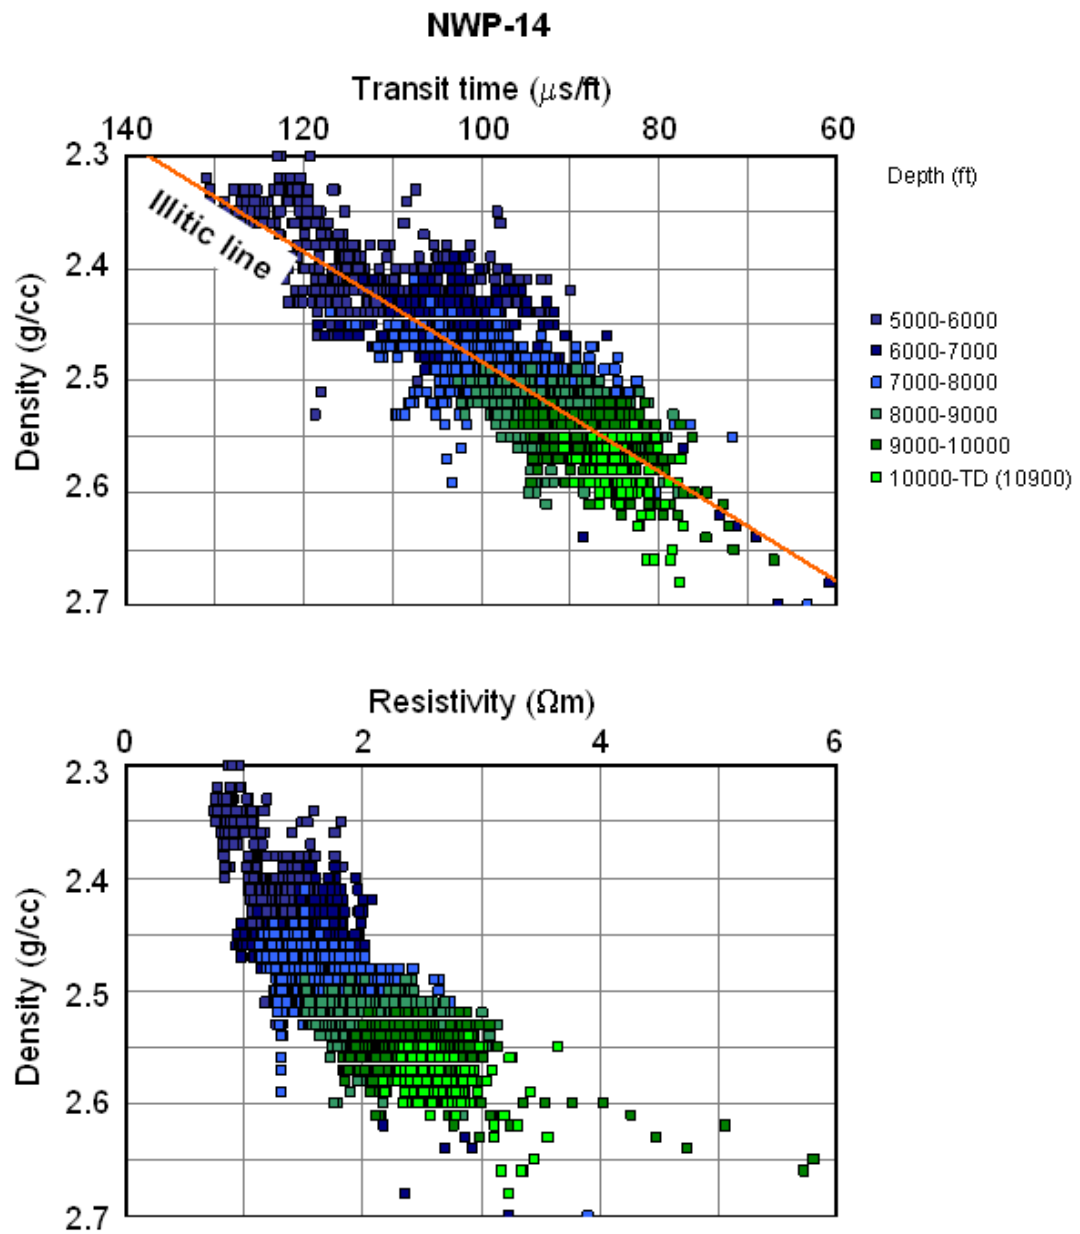 NWP-14
Transit time (μs/ft)
140 120 100 80 60
2.3
2.4
2.5
2.6
2.7
Density (g/cc)
Illitic line
Depth (ft)
5000-6000
6000-7000
7000-8000
8000-9000
9000-10000
10000-TD (10900)
Resistivity (Ωm)
0 2 4 6
2.3
2.4
2.5
2.6
2.7
Density (g/cc)